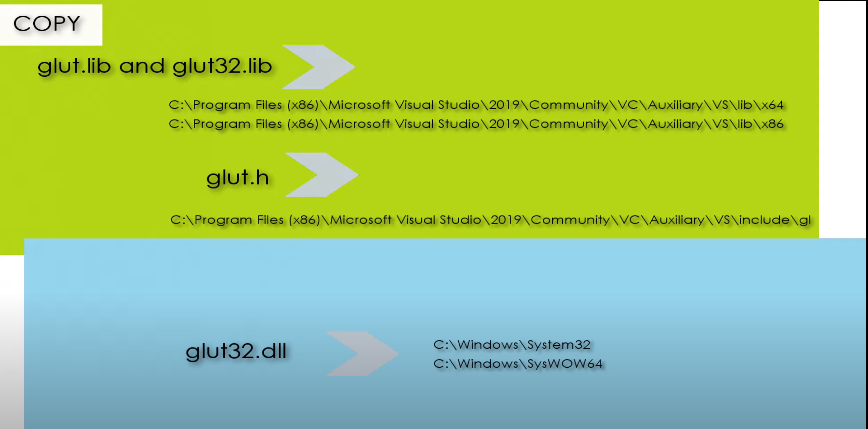 COPY
glut.lib and glut32.lib
C:\Program Files (x86)\Microsoft Visual Studio\2019\Community\VC\Auxiliary\VS\lib\x64
C:\Program Files (x86)\Microsoft Visual Studio\2019\Community\VC\Auxiliary\VS\lib\x86
glut.h
C:\Program Files (x86)\Microsoft Visual Studio\2019\Community\VC\Auxiliary\VS\include\gl
glut32.dll
C:\Windows\System32
C:\Windows\SysWOW64